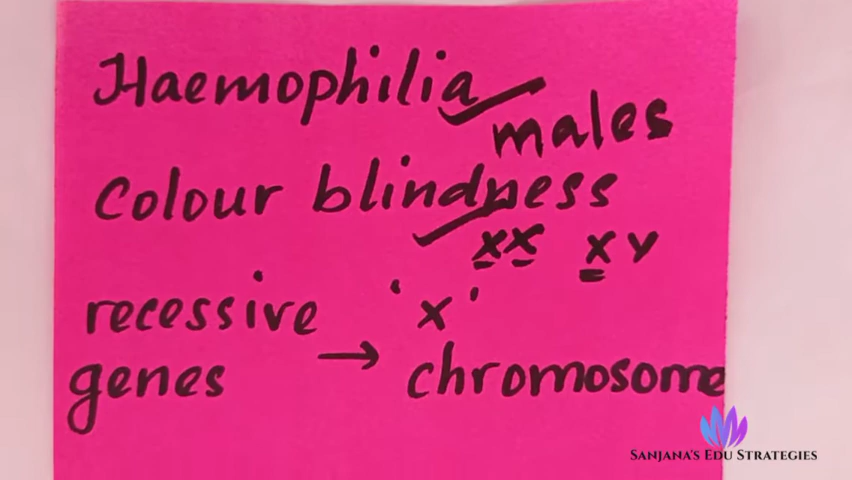 Haemophilia
males
Colour blindness
xx xy
recessive 'x'
genes → chromosome
SANJANA'S EDU STRATEGIES